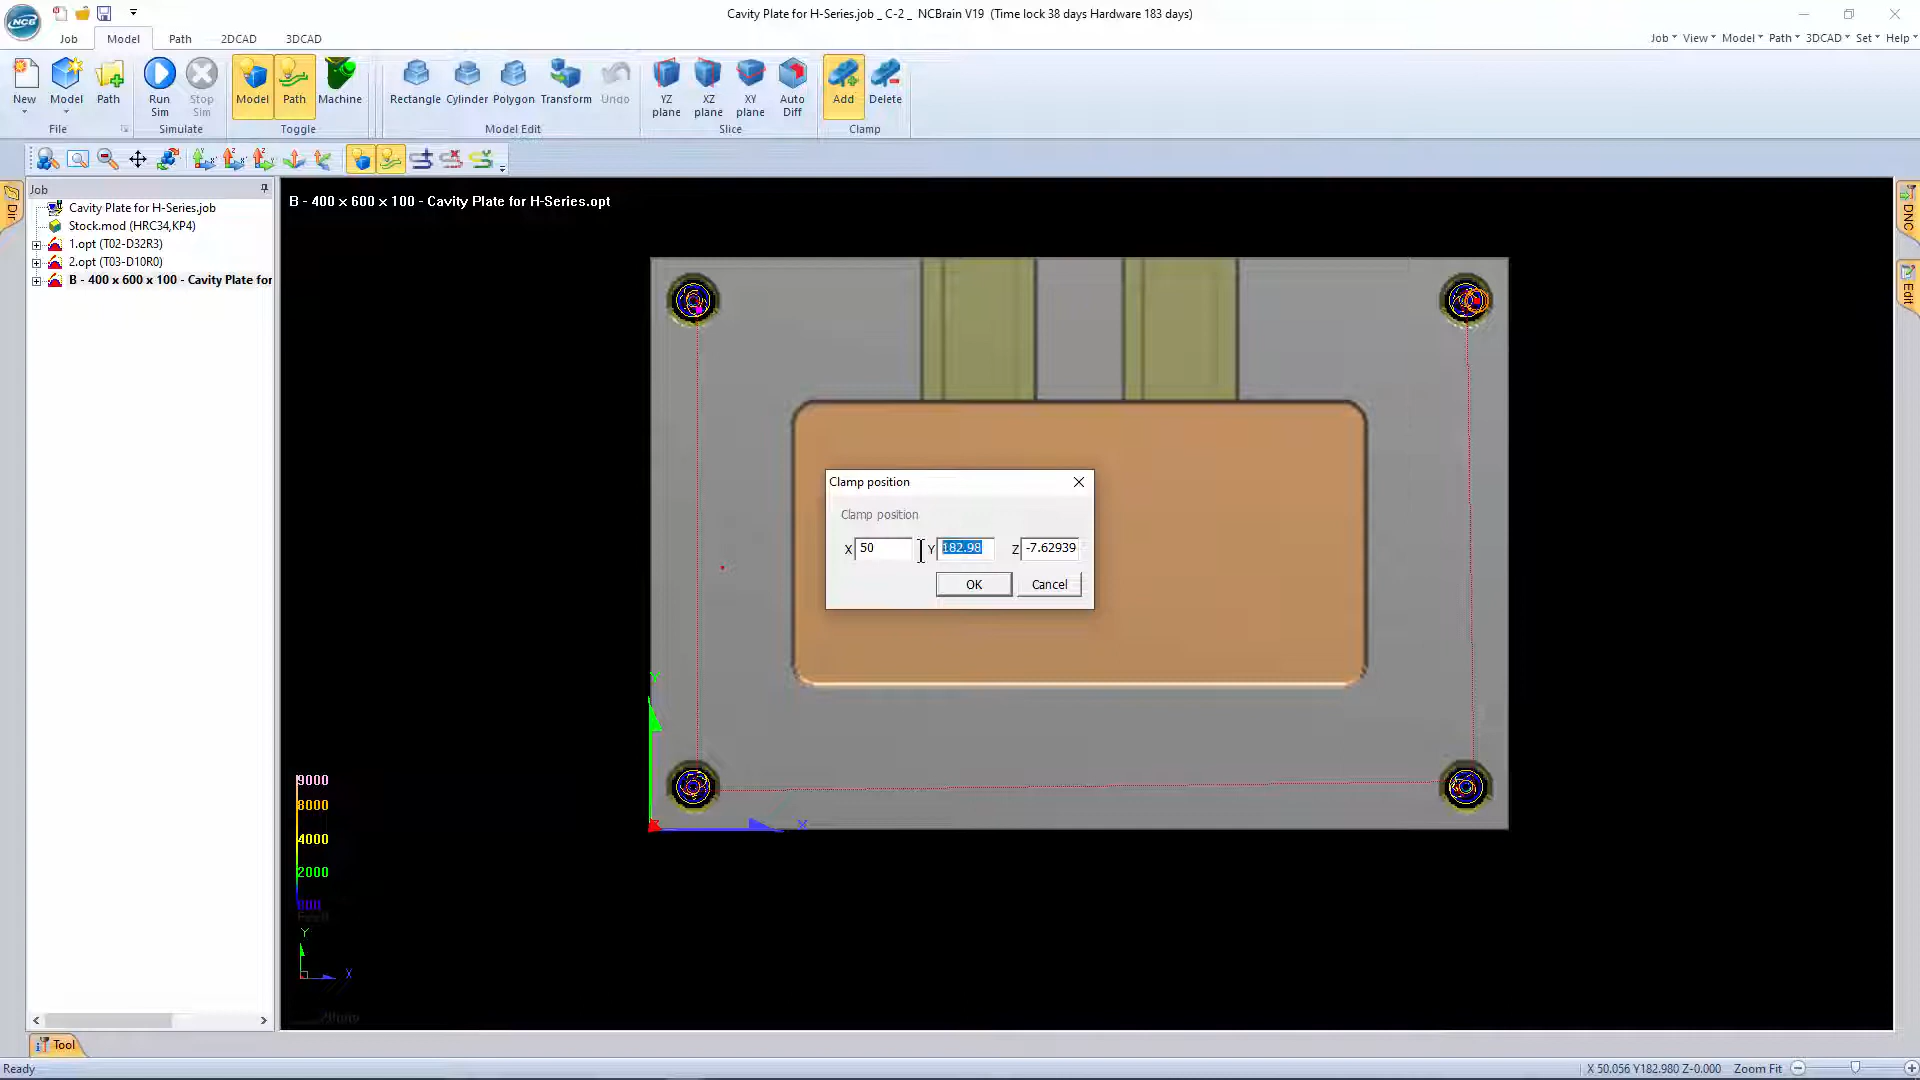 Cavity Plate for H-Series.job _ C-2 _ NCBrain V19 (Time lock 38 days Hardware 183 days)
NCB
Job Model Path 2DCAD 3DCAD
Job View Model Path 3DCAD Set Help
New Model Path Run Sim Stop Sim Model Path Machine Rectangle Cylinder Polygon Transform Undo YZ plane XZ plane XY plane Auto Diff Add Delete
File Simulate Toggle Model Edit Slice Clamp
Job
Dir
DNC
Edit
Cavity Plate for H-Series.job
Stock.mod (HRC34,KP4)
1.opt (T02-D32R3)
2.opt (T03-D10R0)
B - 400 x 600 x 100 - Cavity Plate for
B - 400 x 600 x 100 - Cavity Plate for H-Series.opt
Clamp position
Clamp position
X 50 Y 182.98 Z -7.62939
OK Cancel
Y
X
9000
8000
4000
2000
Y
X
Tool
Ready
X 50.056 Y182.980 Z-0.000 Zoom Fit